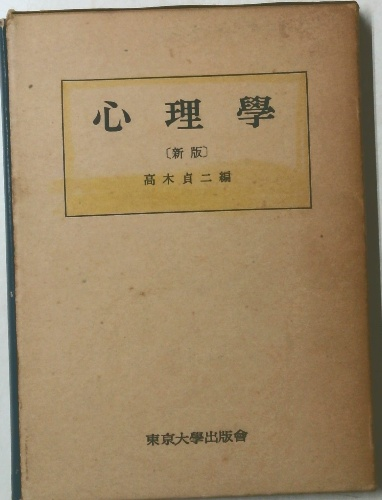 心理學
〔新版〕
高木貞二編
東京大學出版會